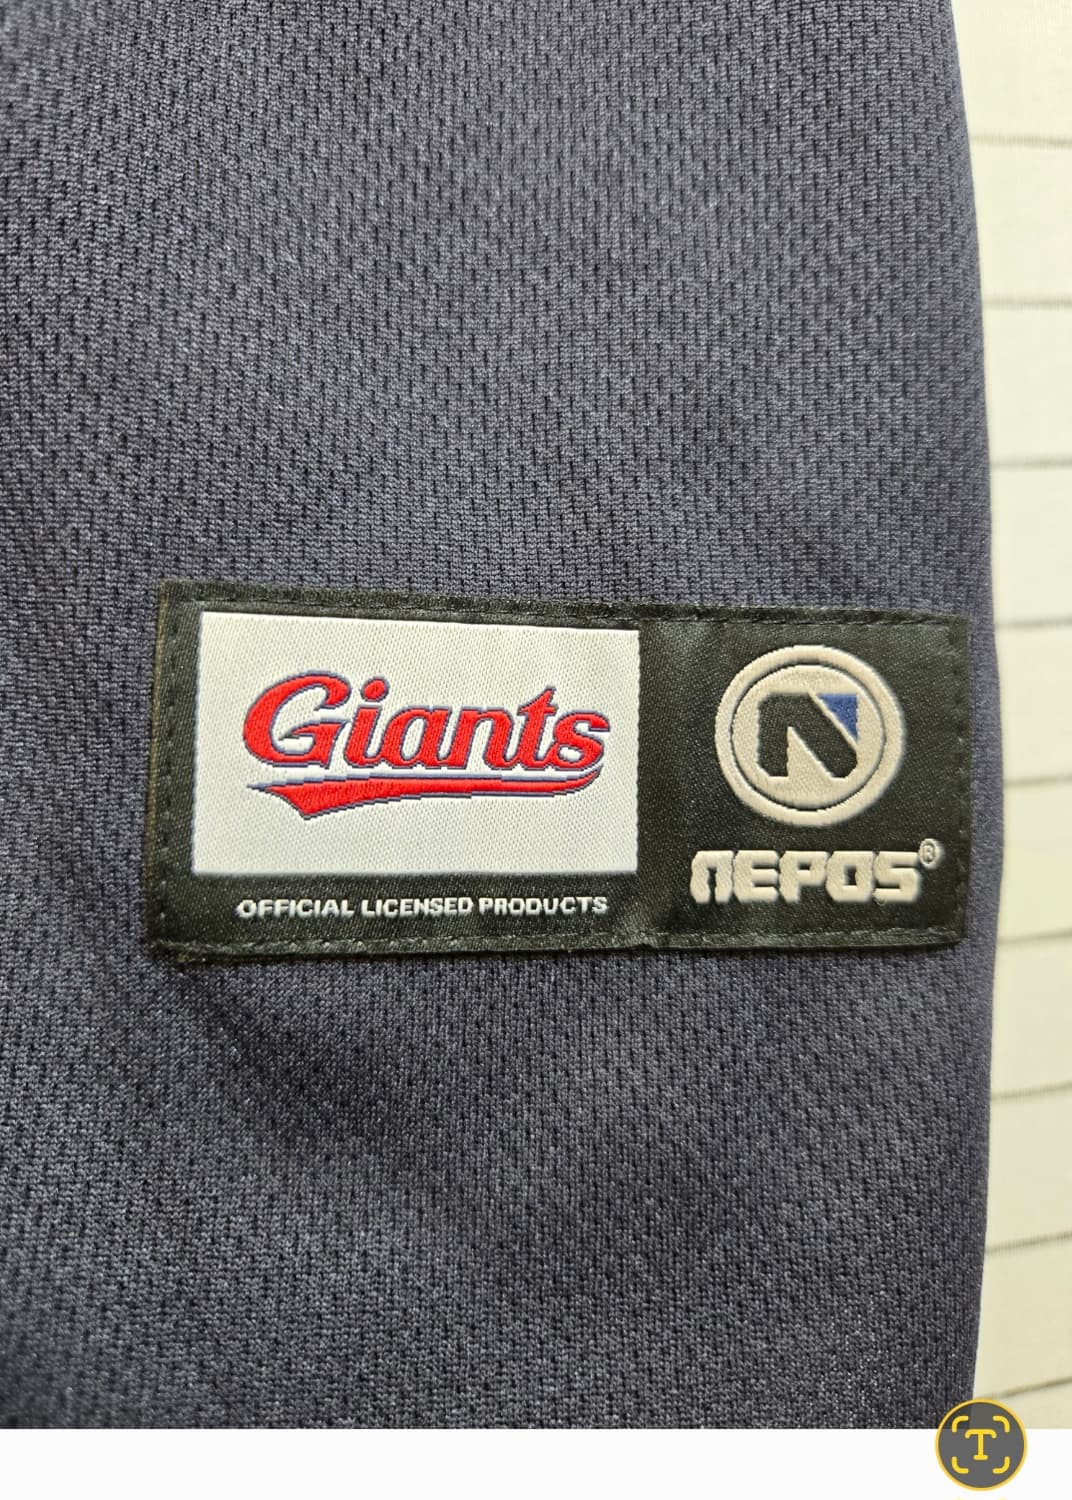 Giants
OFFICIAL LICENSED PRODUCTS
N
NEPOS®